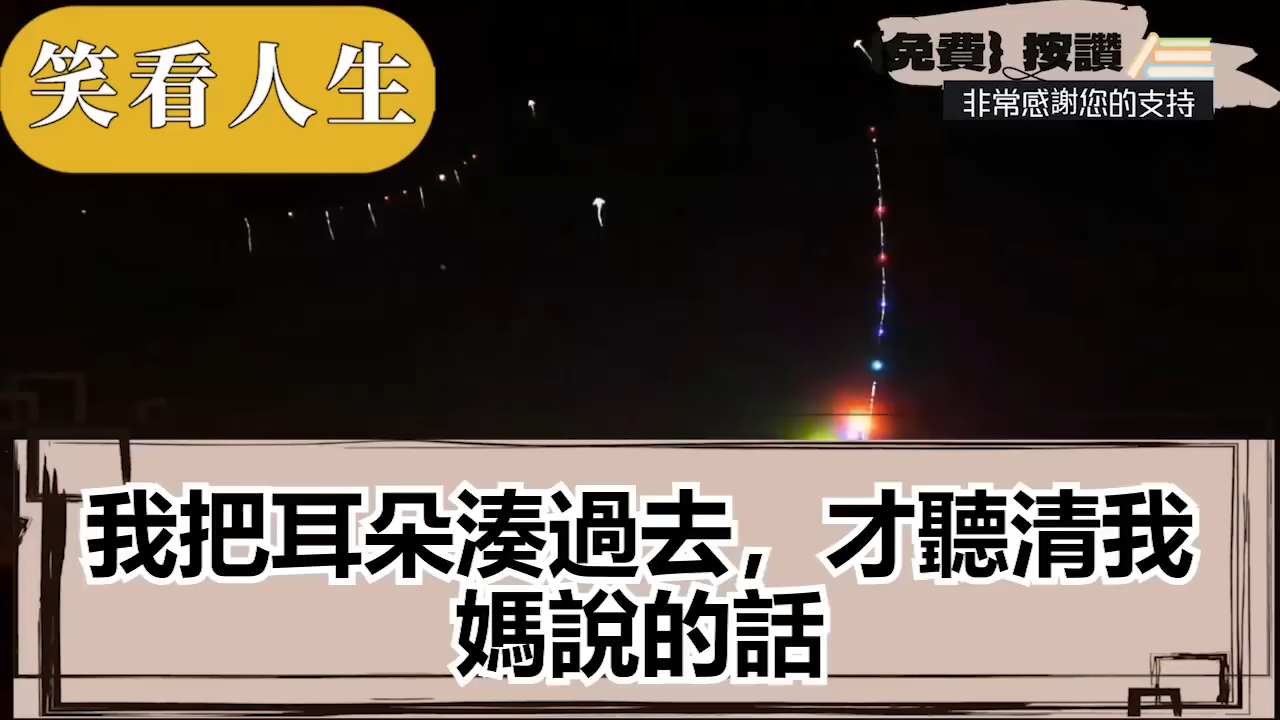 笑看人生
{免費} 按讚
非常感謝您的支持
我把耳朵湊過去，才聽清我
媽說的話